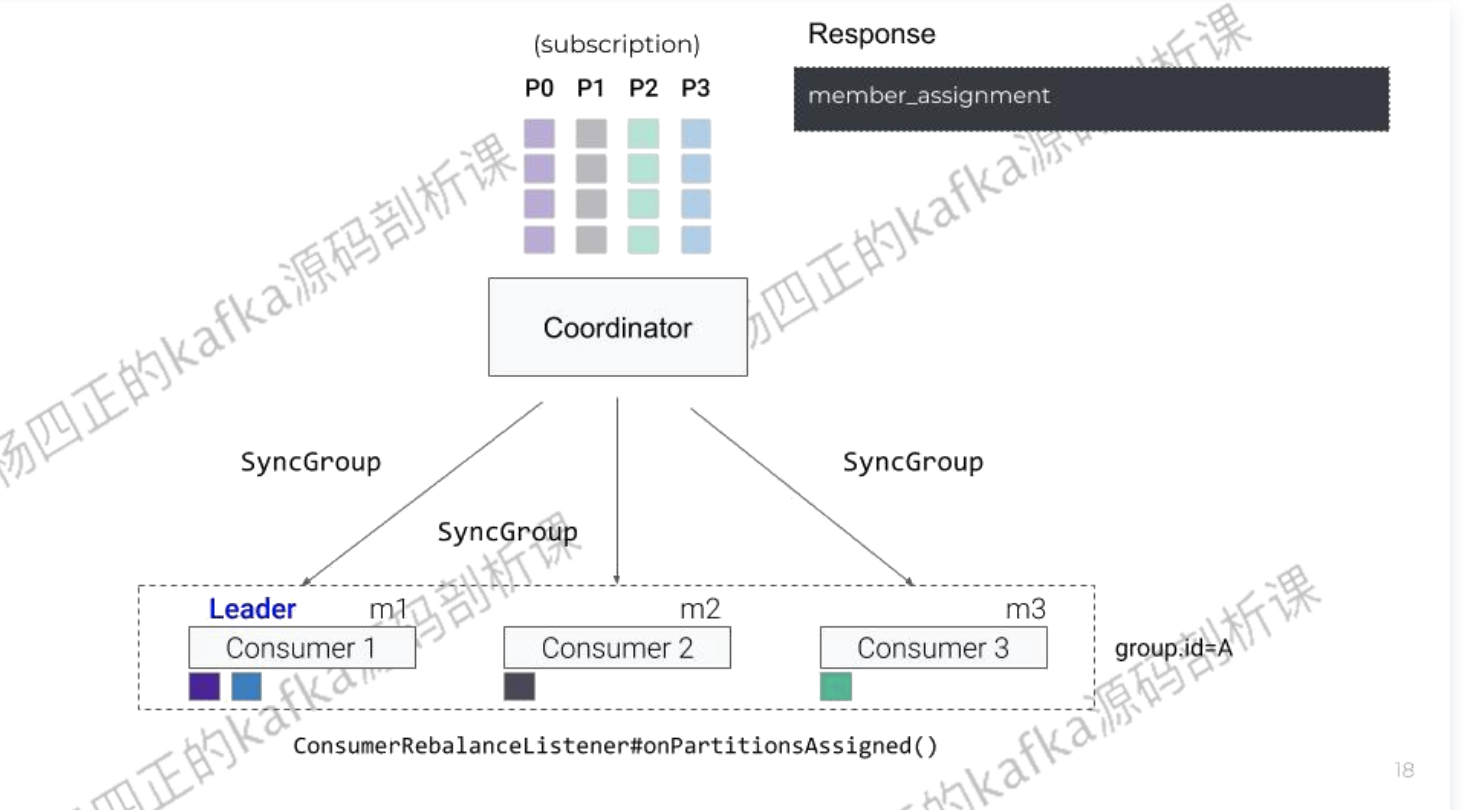 (subscription)
P0 P1 P2 P3
Response
member_assignment
Coordinator
SyncGroup
SyncGroup
SyncGroup
Leader m1
Consumer 1
m2
Consumer 2
m3
Consumer 3
group.id=A
ConsumerRebalanceListener#onPartitionsAssigned()
18
杨四正的kafka源码剖析课
杨四正的kafka源码剖析课
四正的kafka源码剖析课
的kafka源码剖析课